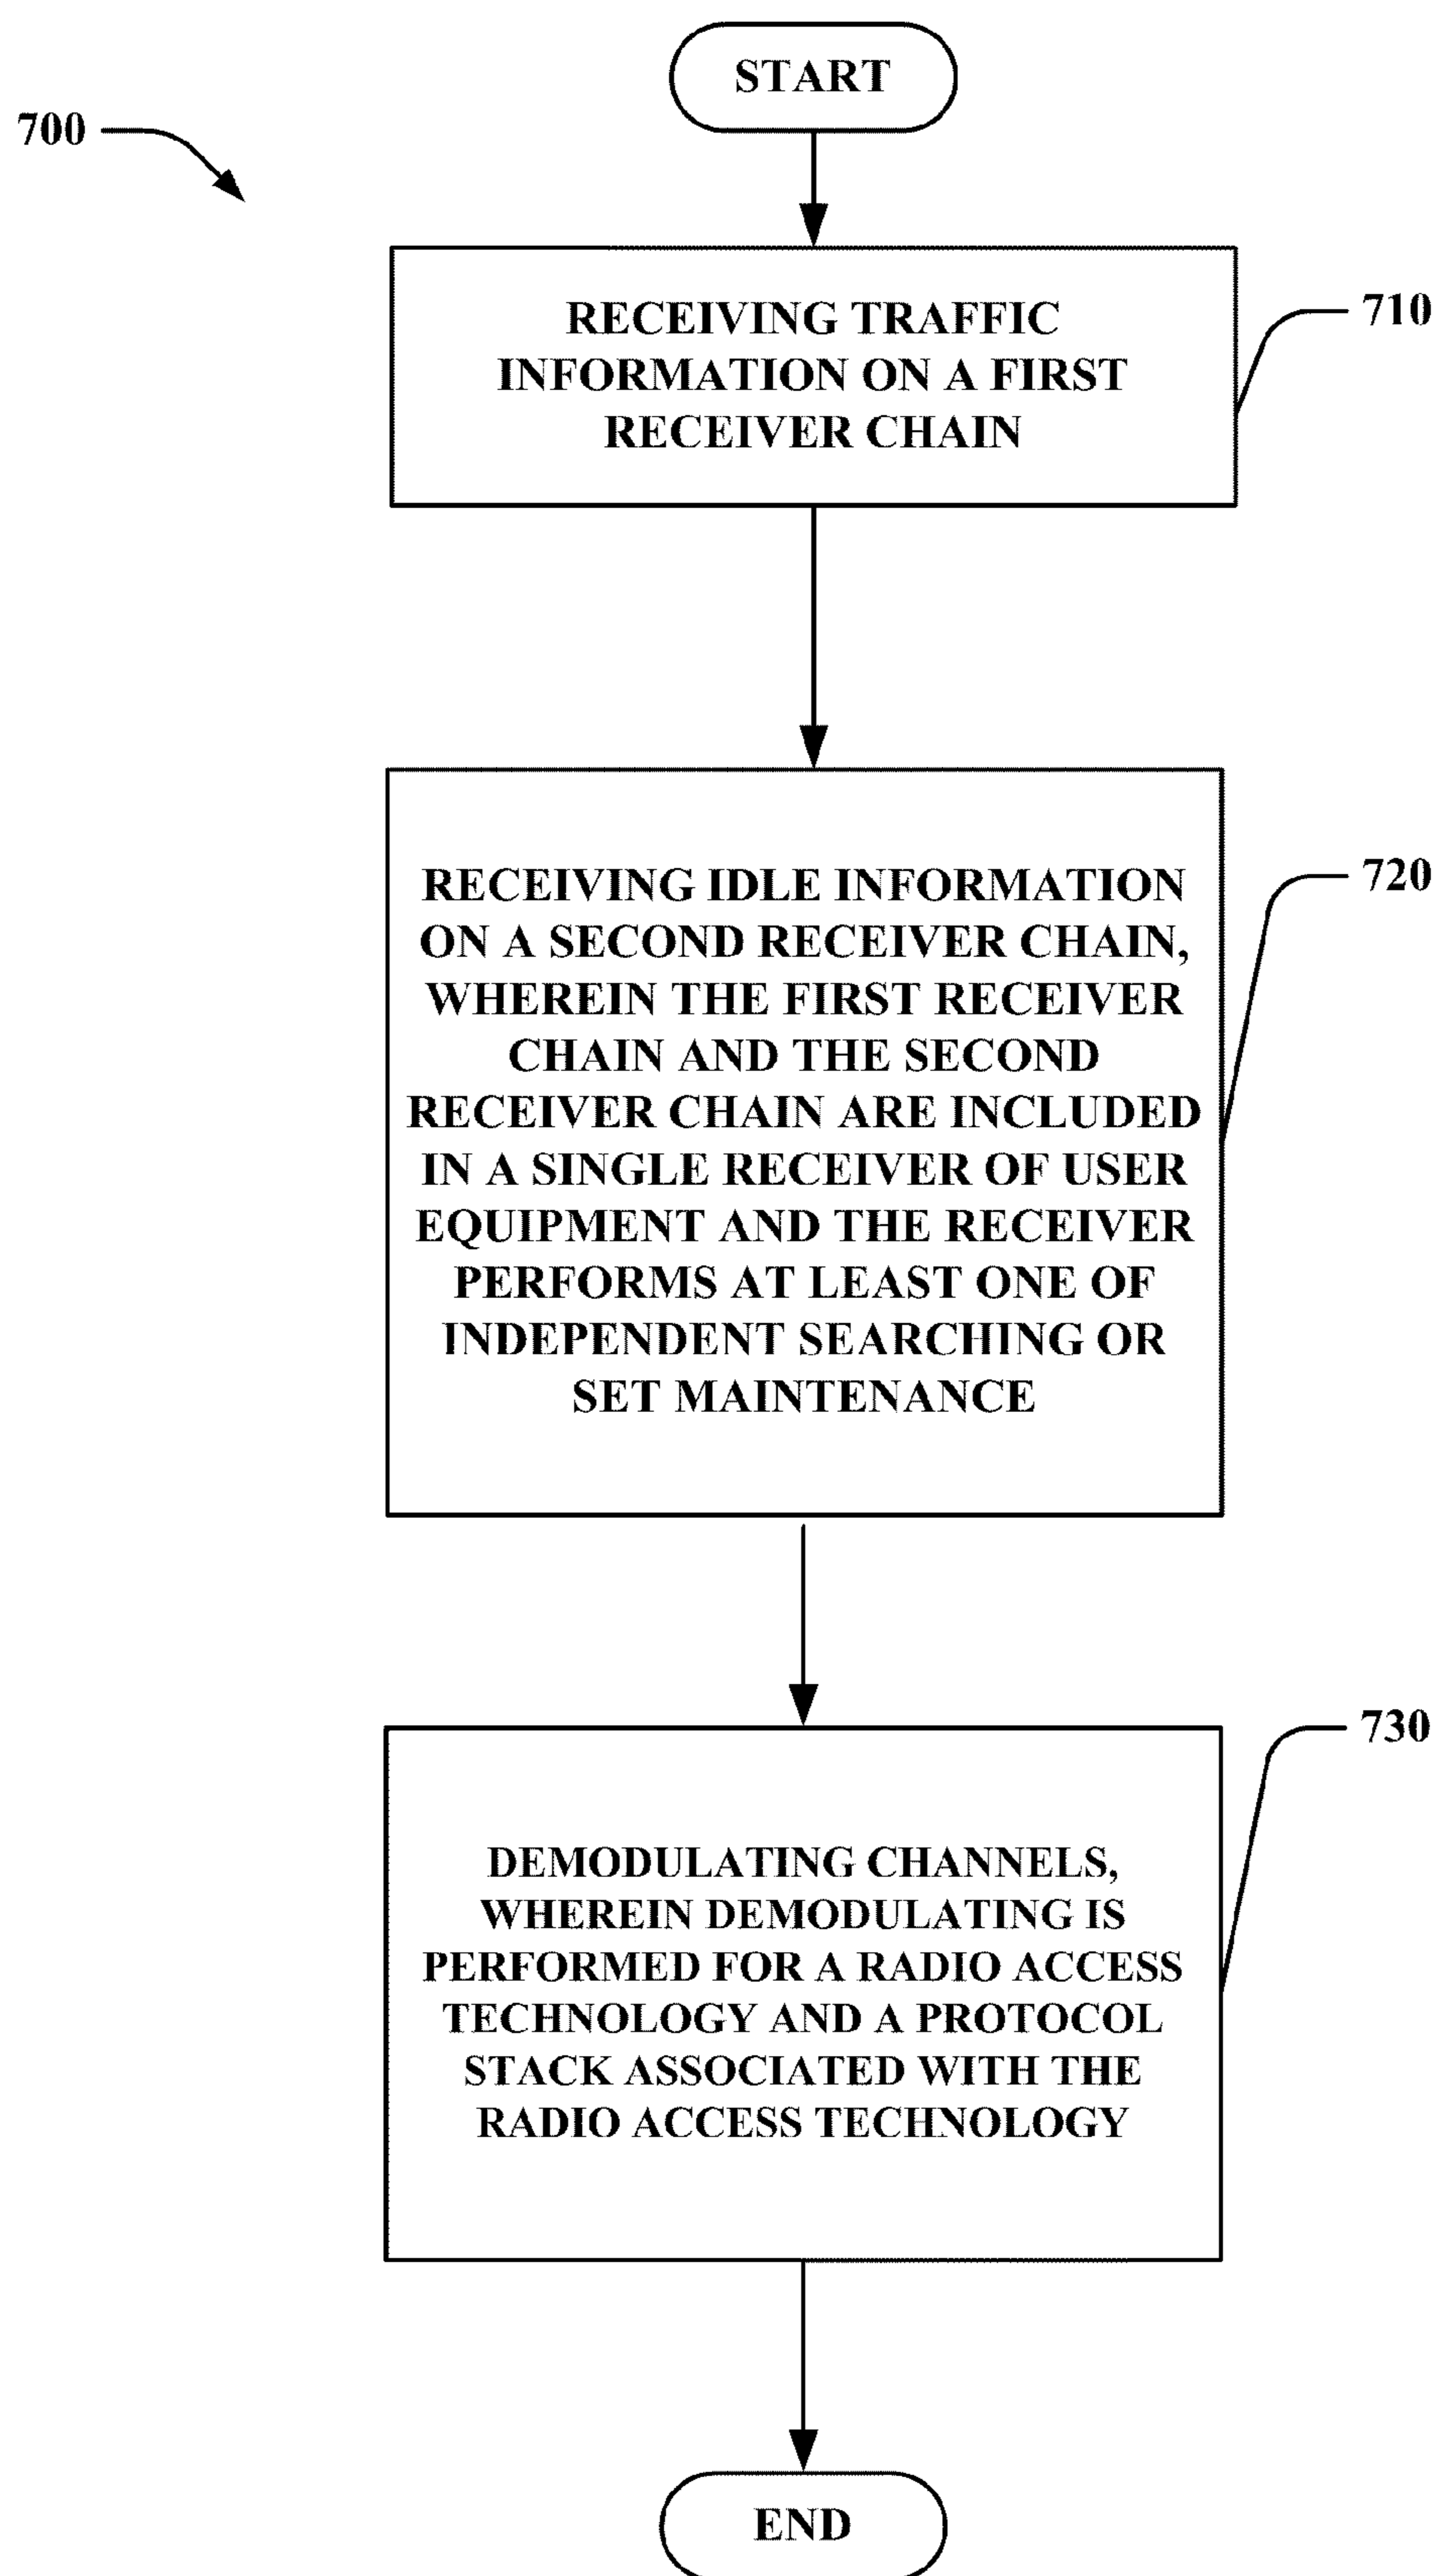 START
700
RECEIVING TRAFFIC
INFORMATION ON A FIRST
RECEIVER CHAIN
710
RECEIVING IDLE INFORMATION
ON A SECOND RECEIVER CHAIN,
WHEREIN THE FIRST RECEIVER
CHAIN AND THE SECOND
RECEIVER CHAIN ARE INCLUDED
IN A SINGLE RECEIVER OF USER
EQUIPMENT AND THE RECEIVER
PERFORMS AT LEAST ONE OF
INDEPENDENT SEARCHING OR
SET MAINTENANCE
720
DEMODULATING CHANNELS,
WHEREIN DEMODULATING IS
PERFORMED FOR A RADIO ACCESS
TECHNOLOGY AND A PROTOCOL
STACK ASSOCIATED WITH THE
RADIO ACCESS TECHNOLOGY
730
END